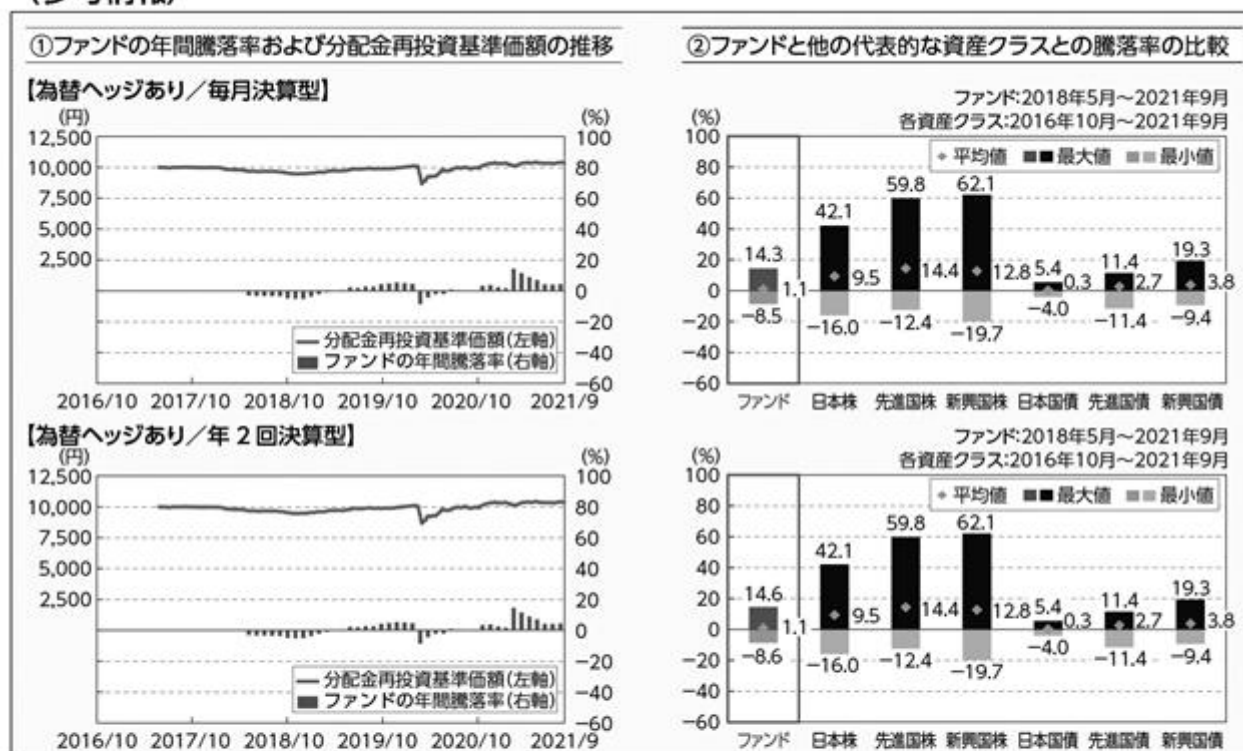 ①ファンドの年間騰落率および分配金再投資基準価額の推移
【為替ヘッジあり／毎月決算型】
(円) (%)
12,500 100
10,000 80
7,500 60
5,000 40
2,500 20
0
−20
−40
−60
分配金再投資基準価額(左軸)
ファンドの年間騰落率(右軸)
2016/10 2017/10 2018/10 2019/10 2020/10 2021/9
②ファンドと他の代表的な資産クラスとの騰落率の比較
ファンド:2018年5月～2021年9月
各資産クラス:2016年10月～2021年9月
(%)
100
80
60
40
20
0
−20
−40
−60
平均値 最大値 最小値
14.3 42.1 59.8 62.1 5.4 11.4 19.3
1.1 9.5 14.4 12.8 0.3 2.7 3.8
−8.5 −16.0 −12.4 −19.7 −4.0 −11.4 −9.4
ファンド 日本株 先進国株 新興国株 日本国債 先進国債 新興国債
【為替ヘッジあり／年2回決算型】
(円) (%)
12,500 100
10,000 80
7,500 60
5,000 40
2,500 20
0
−20
−40
−60
分配金再投資基準価額(左軸)
ファンドの年間騰落率(右軸)
2016/10 2017/10 2018/10 2019/10 2020/10 2021/9
ファンド:2018年5月～2021年9月
各資産クラス:2016年10月～2021年9月
(%)
100
80
60
40
20
0
−20
−40
−60
平均値 最大値 最小値
14.6 42.1 59.8 62.1 5.4 11.4 19.3
1.1 9.5 14.4 12.8 0.3 2.7 3.8
−8.6 −16.0 −12.4 −19.7 −4.0 −11.4 −9.4
ファンド 日本株 先進国株 新興国株 日本国債 先進国債 新興国債